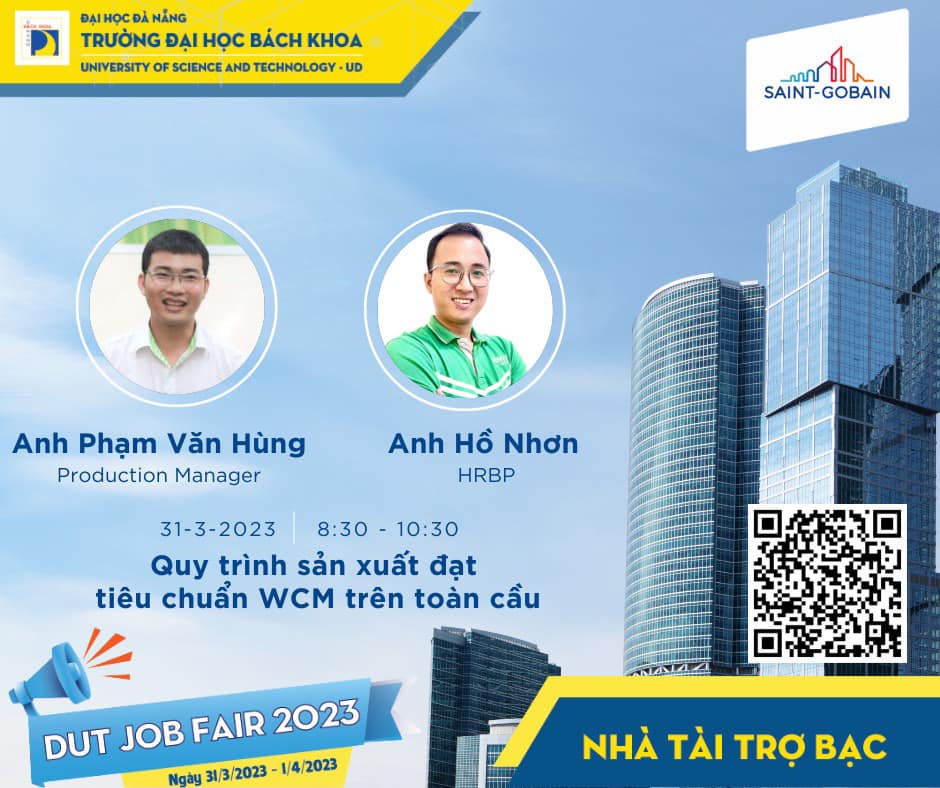 ĐẠI HỌC ĐÀ NẴNG
TRƯỜNG ĐẠI HỌC BÁCH KHOA
UNIVERSITY OF SCIENCE AND TECHNOLOGY - UD
SAINT-GOBAIN
Anh Phạm Văn Hùng
Production Manager
Anh Hồ Nhơn
HRBP
31-3-2023 8:30 - 10:30
Quy trình sản xuất đạt
tiêu chuẩn WCM trên toàn cầu
DUT JOB FAIR 2023
Ngày 31/3/2023 - 1/4/2023
NHÀ TÀI TRỢ BẠC